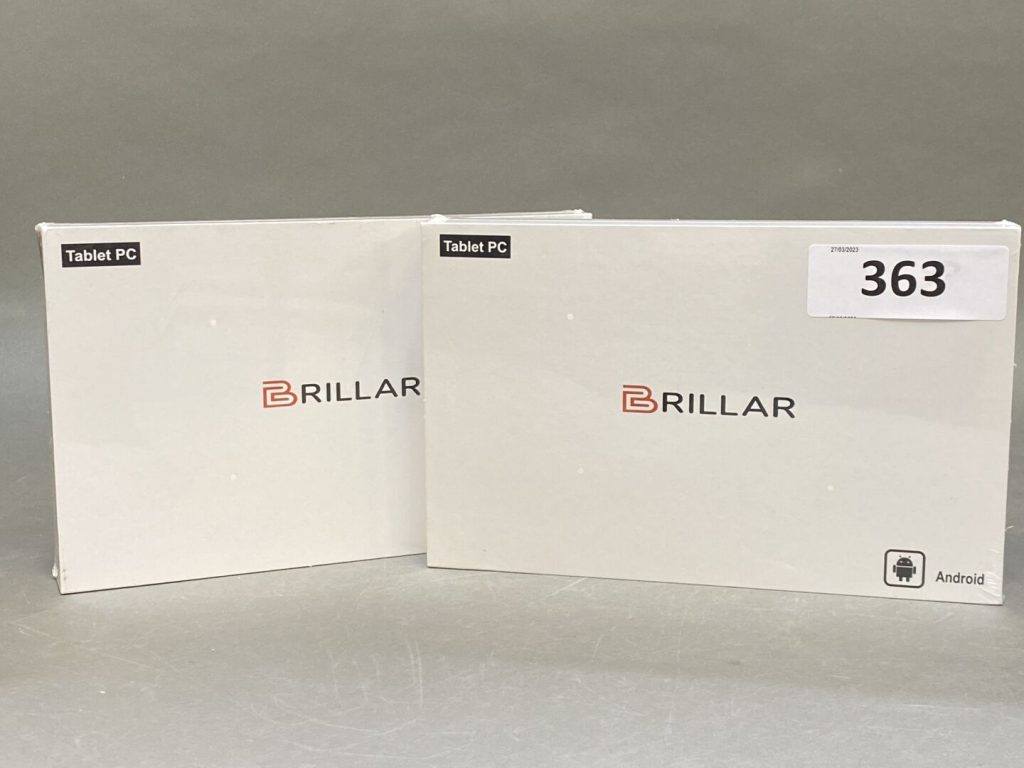 Tablet PC
BRILLAR
Tablet PC
27/03/2023
363
BRILLAR
Android